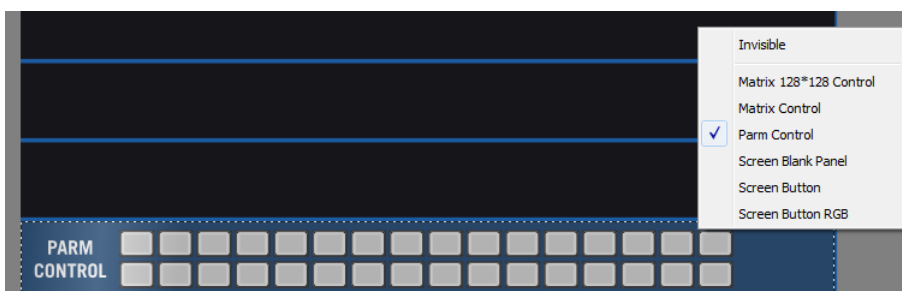 Invisible
Matrix 128*128 Control
Matrix Control
Parm Control
Screen Blank Panel
Screen Button
Screen Button RGB
PARM
CONTROL